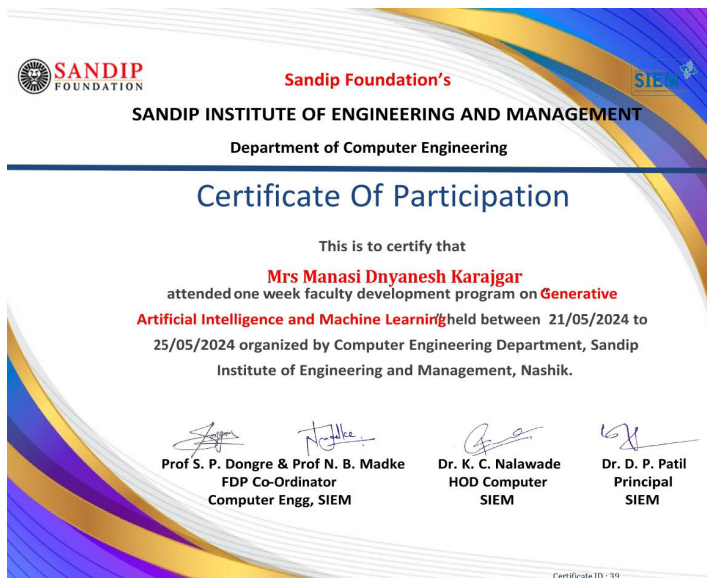 SANDIP
FOUNDATION
Sandip Foundation's
SIEM
SANDIP INSTITUTE OF ENGINEERING AND MANAGEMENT
Department of Computer Engineering
Certificate Of Participation
This is to certify that
Mrs Manasi Dnyanesh Karajgar
attended one week faculty development program on "Generative
Artificial Intelligence and Machine Learning" held between 21/05/2024 to
25/05/2024 organized by Computer Engineering Department, Sandip
Institute of Engineering and Management, Nashik.
Prof S. P. Dongre & Prof N. B. Madke
FDP Co-Ordinator
Computer Engg, SIEM
Dr. K. C. Nalawade
HOD Computer
SIEM
Dr. D. P. Patil
Principal
SIEM
Certificate ID : 39